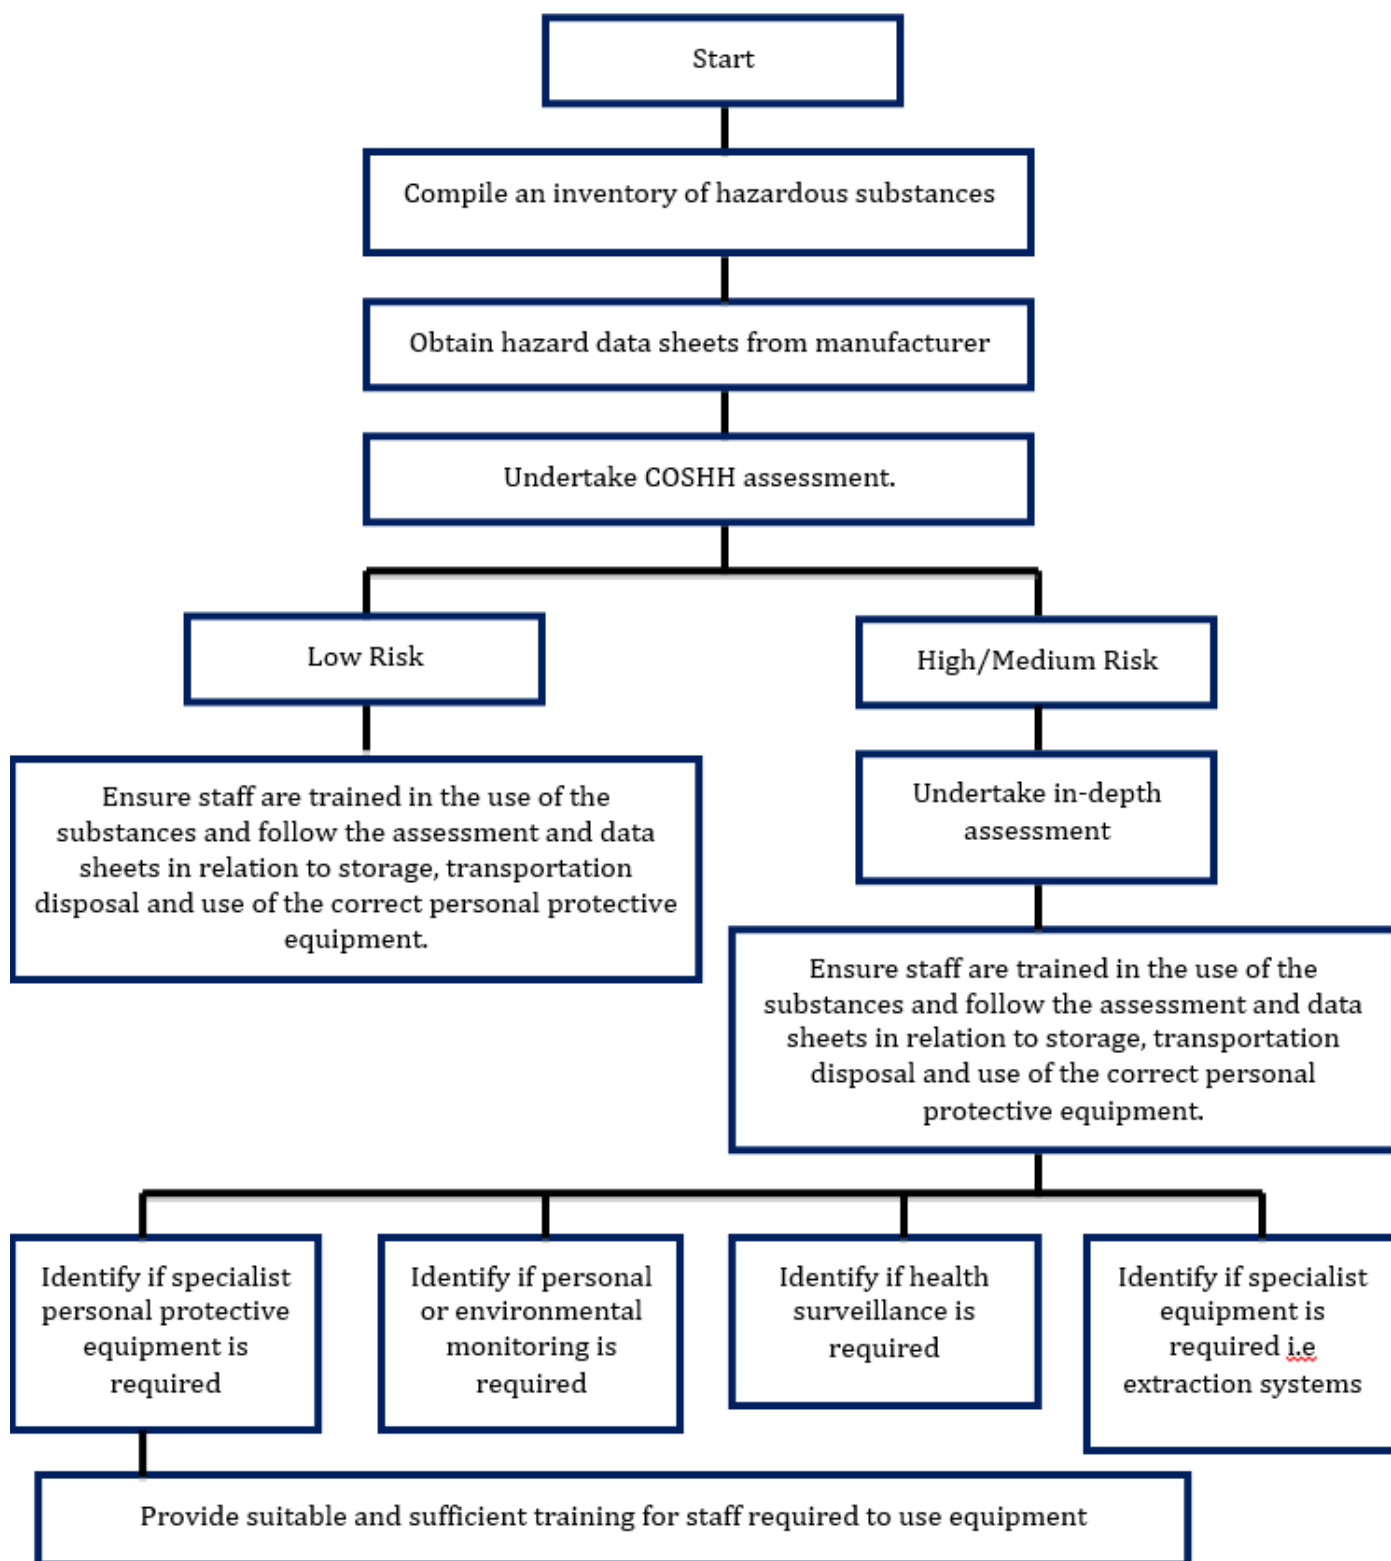 Start
Compile an inventory of hazardous substances
Obtain hazard data sheets from manufacturer
Undertake COSHH assessment.
Low Risk
High/Medium Risk
Ensure staff are trained in the use of the
substances and follow the assessment and data
sheets in relation to storage, transportation
disposal and use of the correct personal protective
equipment.
Undertake in-depth
assessment
Ensure staff are trained in the use of the
substances and follow the assessment and data
sheets in relation to storage, transportation
disposal and use of the correct personal
protective equipment.
Identify if specialist
personal protective
equipment is
required
Identify if personal
or environmental
monitoring is
required
Identify if health
surveillance is
required
Identify if specialist
equipment is
required i.e
extraction systems
Provide suitable and sufficient training for staff required to use equipment